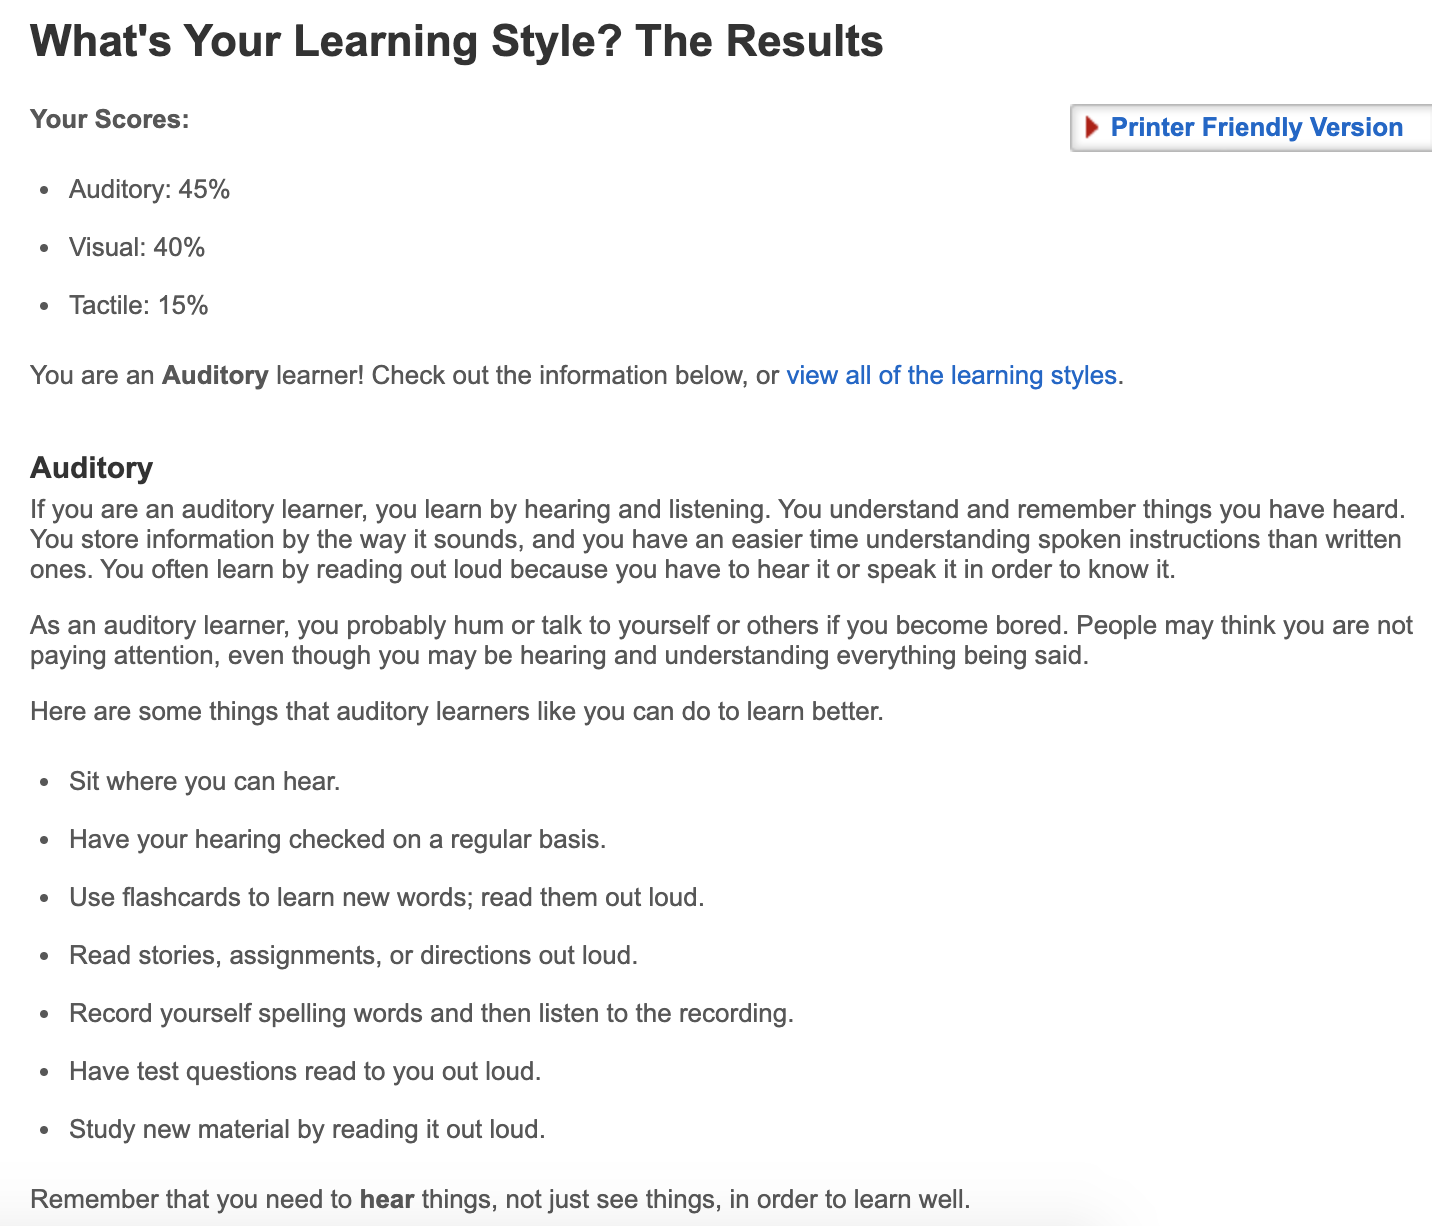 What's Your Learning Style? The Results
Your Scores:
Printer Friendly Version
• Auditory: 45%
• Visual: 40%
• Tactile: 15%
You are an Auditory learner! Check out the information below, or view all of the learning styles.
Auditory
If you are an auditory learner, you learn by hearing and listening. You understand and remember things you have heard.
You store information by the way it sounds, and you have an easier time understanding spoken instructions than written
ones. You often learn by reading out loud because you have to hear it or speak it in order to know it.
As an auditory learner, you probably hum or talk to yourself or others if you become bored. People may think you are not
paying attention, even though you may be hearing and understanding everything being said.
Here are some things that auditory learners like you can do to learn better.
• Sit where you can hear.
• Have your hearing checked on a regular basis.
• Use flashcards to learn new words; read them out loud.
• Read stories, assignments, or directions out loud.
• Record yourself spelling words and then listen to the recording.
• Have test questions read to you out loud.
• Study new material by reading it out loud.
Remember that you need to hear things, not just see things, in order to learn well.